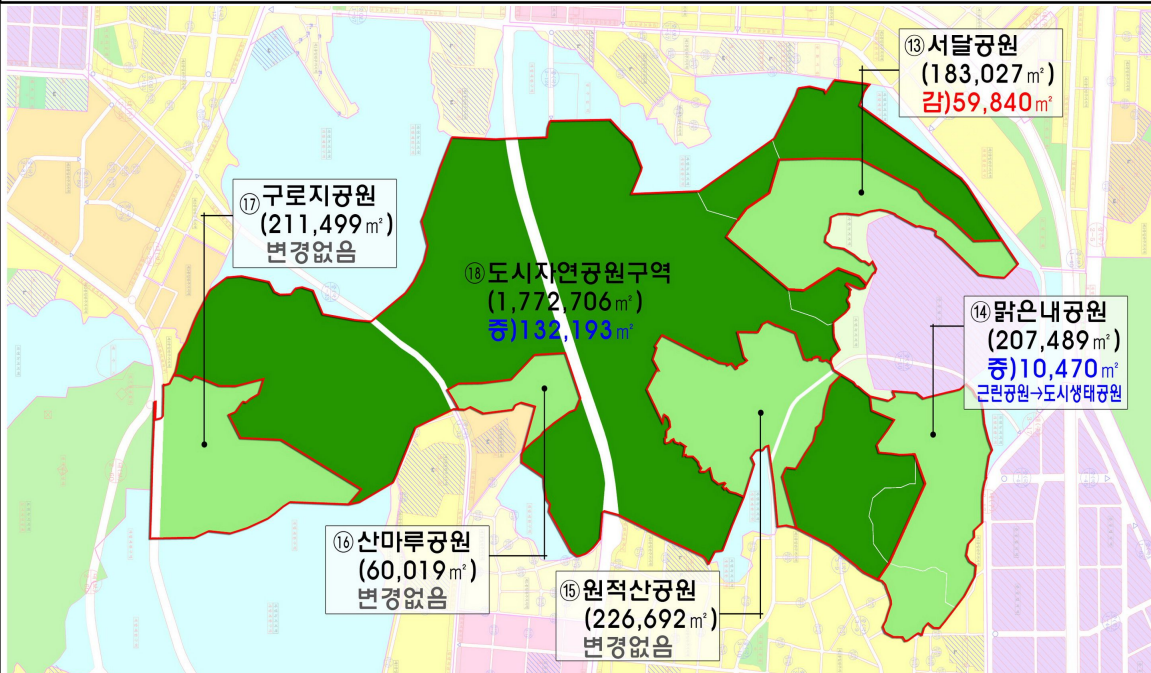 ⑬서달공원
(183,027㎡)
감)59,840㎡
⑰구로지공원
(211,499㎡)
변경없음
⑱도시자연공원구역
(1,772,706㎡)
증)132,193㎡
⑭맑은내공원
(207,489㎡)
증)10,470㎡
근린공원→도시생태공원
⑯산마루공원
(60,019㎡)
변경없음
⑮원적산공원
(226,692㎡)
변경없음